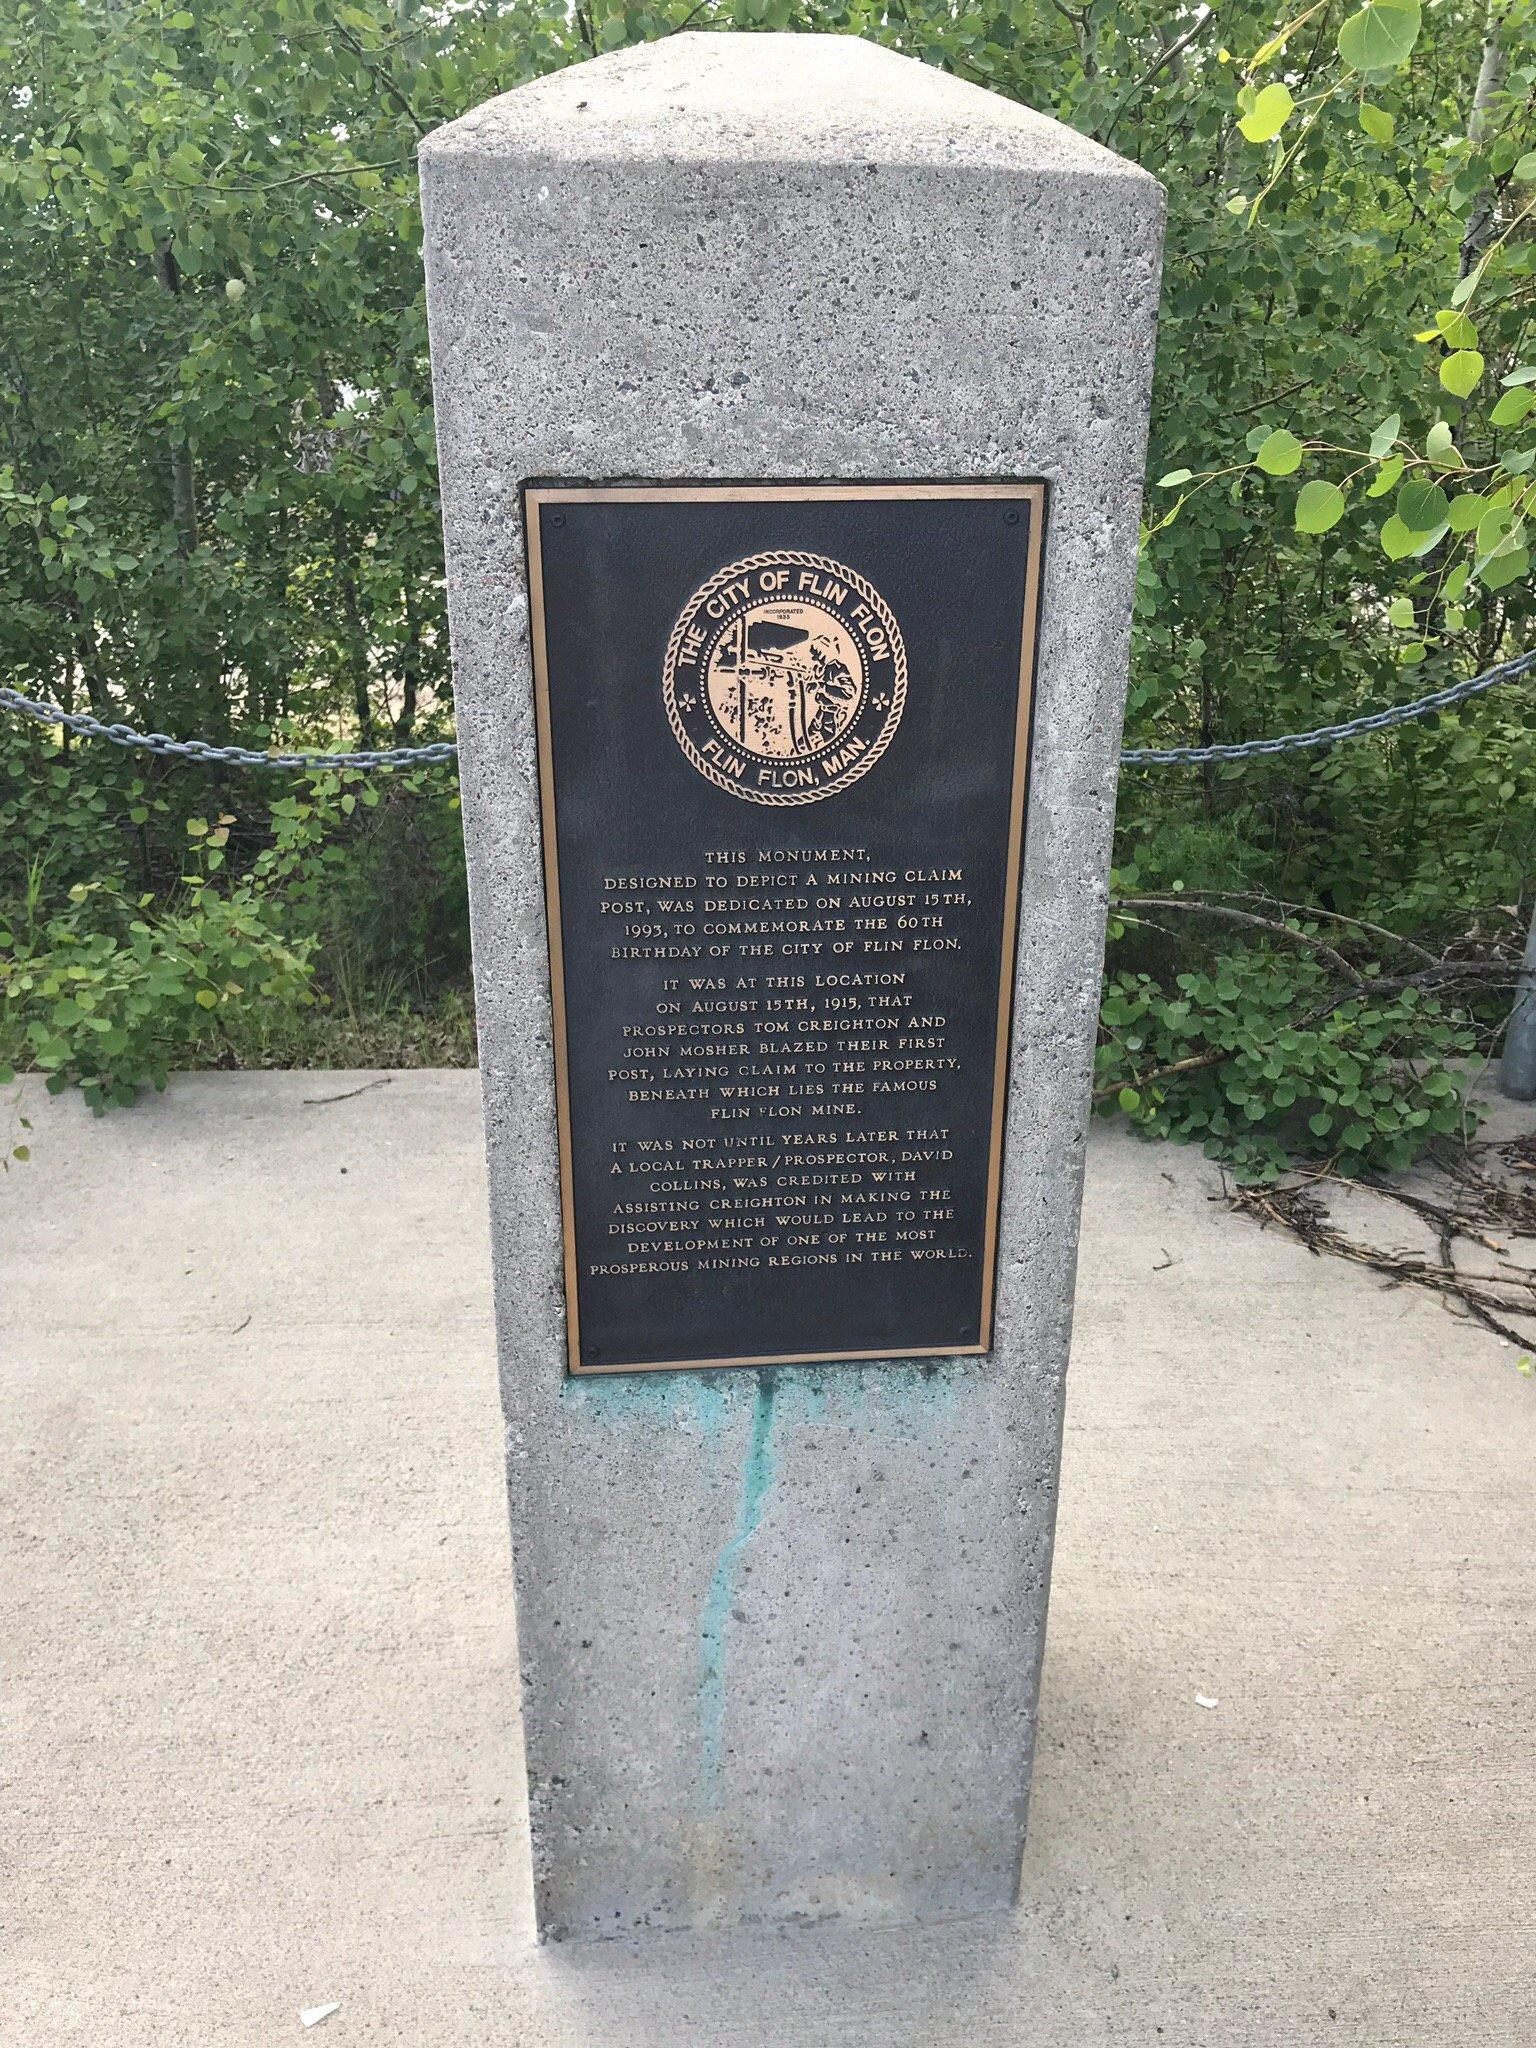 THE CITY OF FLIN FLON
INCORPORATED
1933
FLIN FLON, MAN.
THIS MONUMENT,
DESIGNED TO DEPICT A MINING CLAIM
POST, WAS DEDICATED ON AUGUST 15TH,
1993, TO COMMEMORATE THE 60TH
BIRTHDAY OF THE CITY OF FLIN FLON.
IT WAS AT THIS LOCATION
ON AUGUST 15TH, 1915, THAT
PROSPECTORS TOM CREIGHTON AND
JOHN MOSHER BLAZED THEIR FIRST
POST, LAYING CLAIM TO THE PROPERTY,
BENEATH WHICH LIES THE FAMOUS
FLIN FLON MINE.
IT WAS NOT UNTIL YEARS LATER THAT
A LOCAL TRAPPER/PROSPECTOR, DAVID
COLLINS, WAS CREDITED WITH
ASSISTING CREIGHTON IN MAKING THE
DISCOVERY WHICH WOULD LEAD TO THE
DEVELOPMENT OF ONE OF THE MOST
PROSPEROUS MINING REGIONS IN THE WORLD.